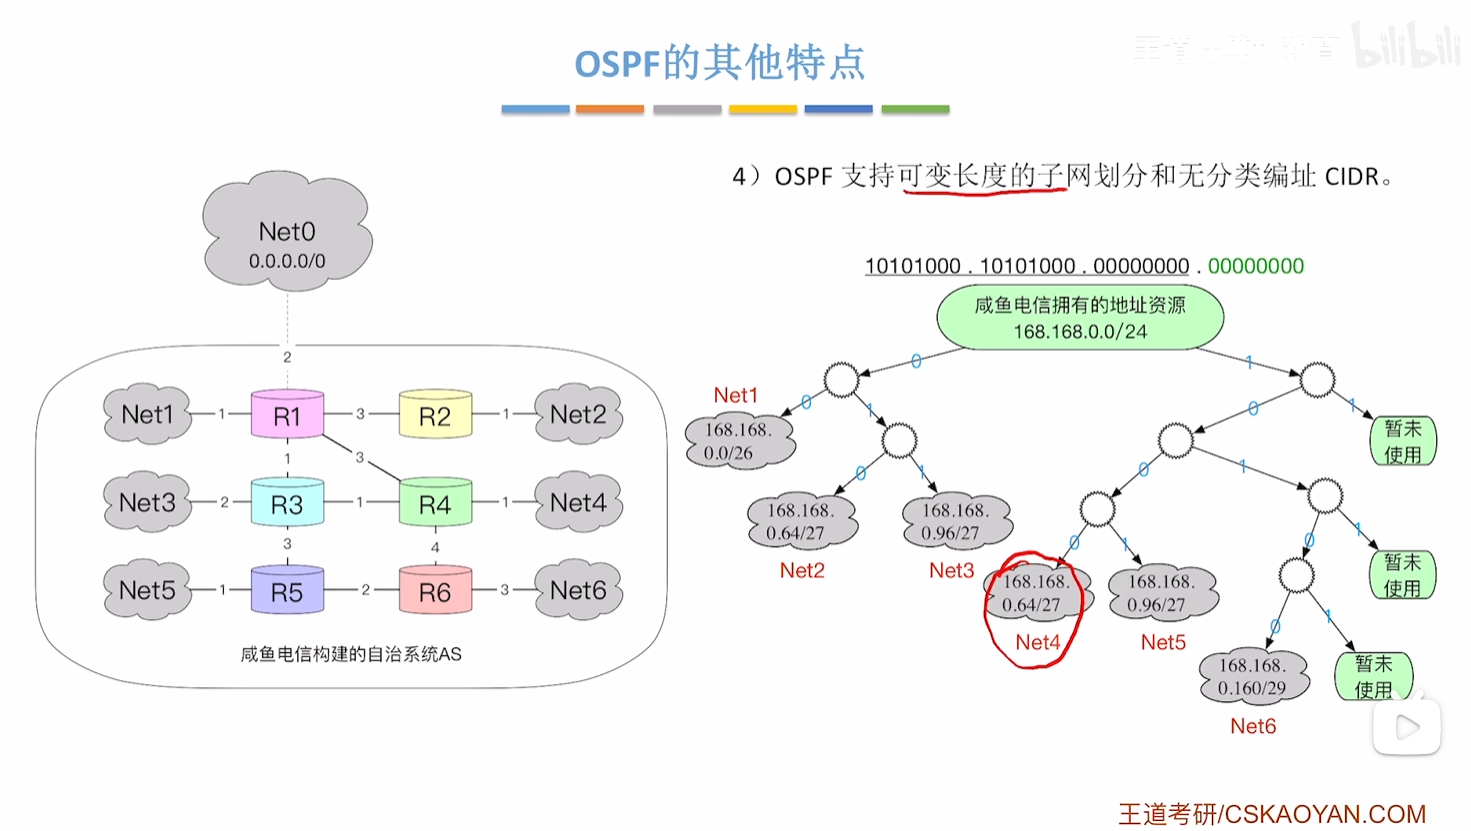 OSPF的其他特点
bilibili
4）OSPF 支持可变长度的子网划分和无分类编址 CIDR。
Net0
0.0.0.0/0
2
Net1
1
R1
3
R2
1
Net2
1
3
Net3
2
R3
1
R4
1
Net4
3
4
Net5
1
R5
2
R6
3
Net6
咸鱼电信构建的自治系统AS
10101000 . 10101000 . 00000000 . 00000000
咸鱼电信拥有的地址资源
168.168.0.0/24
0
1
Net1
0
1
0
1
168.168.
0.0/26
暂未
使用
0
1
0
1
168.168.
0.64/27
Net2
168.168.
0.96/27
Net3
0
1
0
1
168.168.
0.64/27
Net4
168.168.
0.96/27
Net5
暂未
使用
0
1
168.168.
0.160/29
Net6
暂未
使用
王道考研/CSKAOYAN.COM